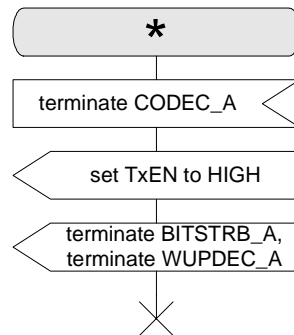 *
terminate CODEC_A
set TxEN to HIGH
terminate BITSTRB_A,
terminate WUPDEC_A